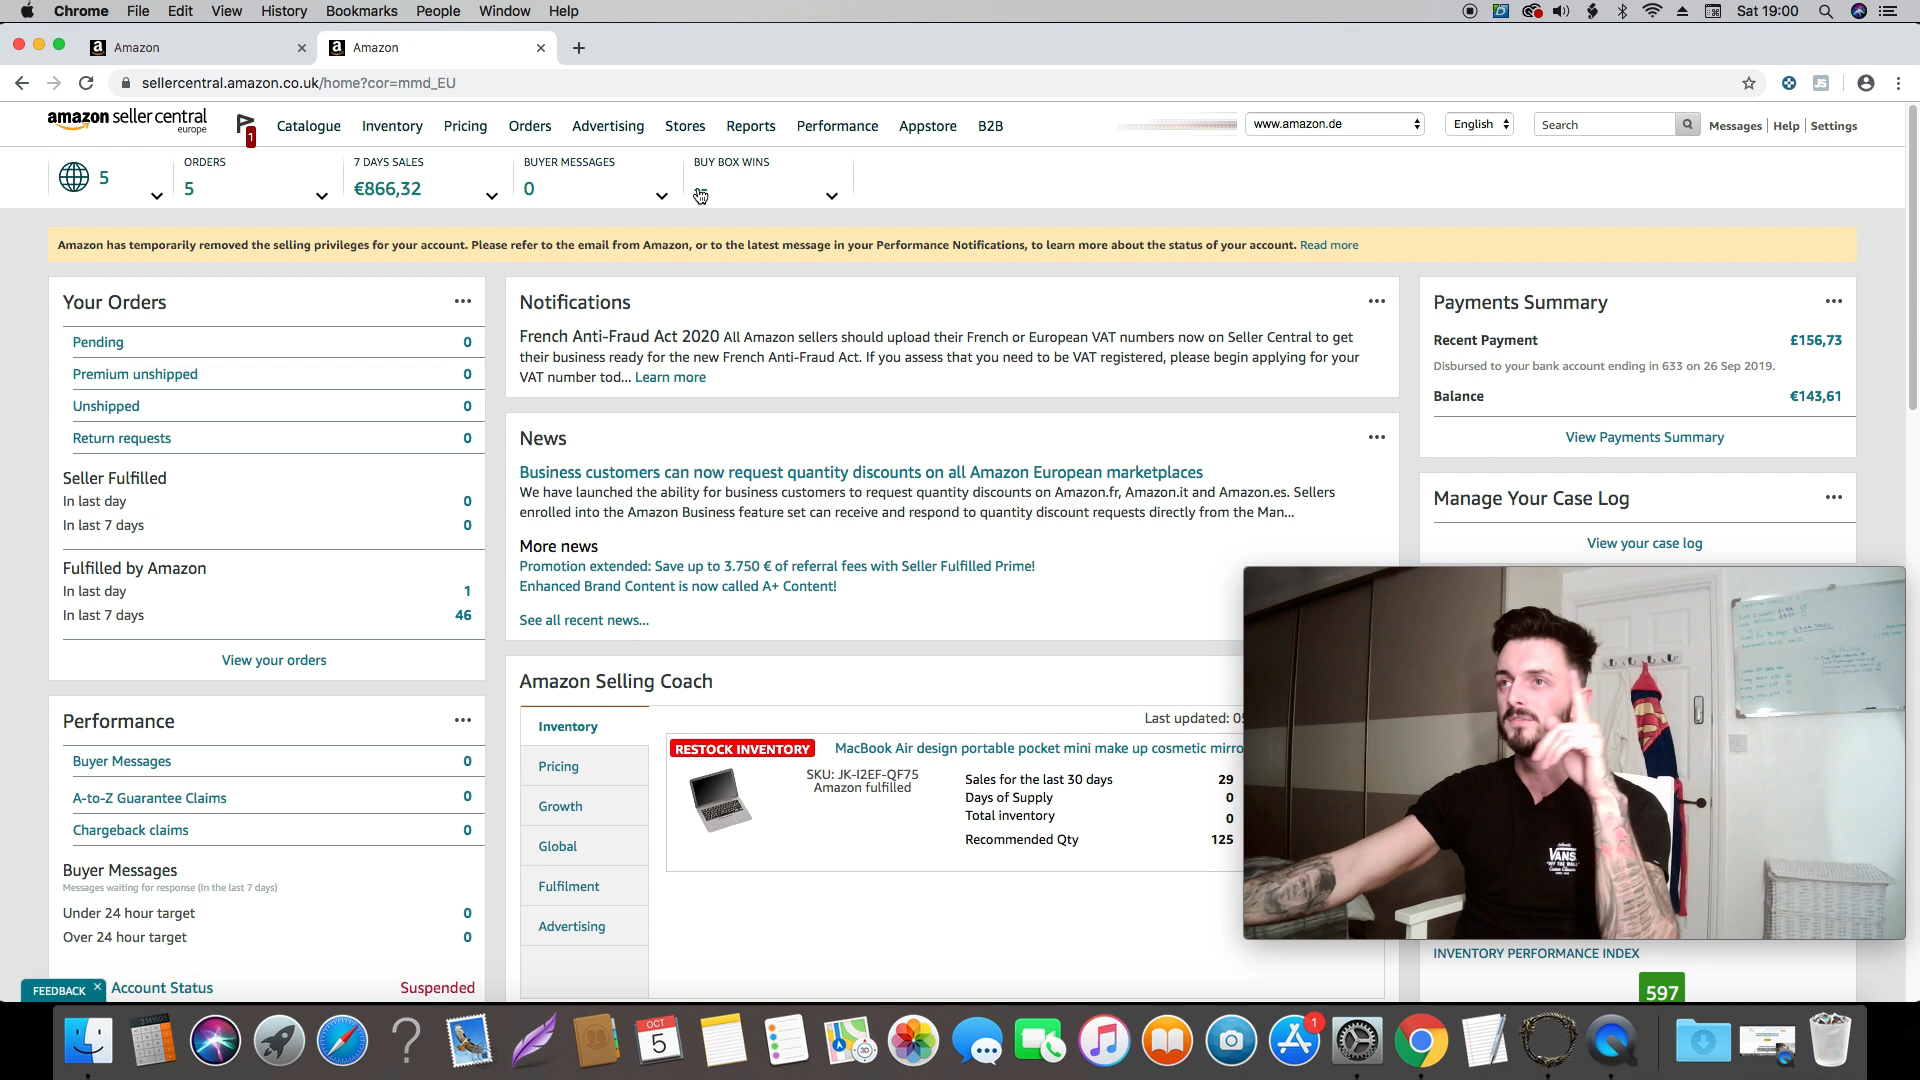 Chrome File Edit View History Bookmarks People Window Help
Sat 19:00
Amazon
Amazon
sellercentral.amazon.co.uk/home?cor=mmd_EU
amazon seller central
europe
1
Catalogue Inventory Pricing Orders Advertising Stores Reports Performance Appstore B2B
www.amazon.de English Search Messages | Help | Settings
5
ORDERS
5
7 DAYS SALES
€866,32
BUYER MESSAGES
0
BUY BOX WINS
Amazon has temporarily removed the selling privileges for your account. Please refer to the email from Amazon, or to the latest message in your Performance Notifications, to learn more about the status of your account. Read more
Your Orders
Pending 0
Premium unshipped 0
Unshipped 0
Return requests 0
Seller Fulfilled
In last day 0
In last 7 days 0
Fulfilled by Amazon
In last day 1
In last 7 days 46
View your orders
Performance
Buyer Messages 0
A-to-Z Guarantee Claims 0
Chargeback claims 0
Buyer Messages
Messages waiting for response (In the last 7 days)
Under 24 hour target 0
Over 24 hour target 0
FEEDBACK
Account Status Suspended
Notifications
French Anti-Fraud Act 2020 All Amazon sellers should upload their French or European VAT numbers now on Seller Central to get
their business ready for the new French Anti-Fraud Act. If you assess that you need to be VAT registered, please begin applying for your
VAT number tod... Learn more
News
Business customers can now request quantity discounts on all Amazon European marketplaces
We have launched the ability for business customers to request quantity discounts on Amazon.fr, Amazon.it and Amazon.es. Sellers
enrolled into the Amazon Business feature set can receive and respond to quantity discount requests directly from the Man...
More news
Promotion extended: Save up to 3.750 € of referral fees with Seller Fulfilled Prime!
Enhanced Brand Content is now called A+ Content!
See all recent news...
Amazon Selling Coach
Inventory
Pricing
Growth
Global
Fulfilment
Advertising
Last updated:
RESTOCK INVENTORY MacBook Air design portable pocket mini make up cosmetic mirro
SKU: JK-I2EF-QF75
Amazon fulfilled
Sales for the last 30 days 29
Days of Supply 0
Total inventory 0
Recommended Qty 125
Payments Summary
Recent Payment £156,73
Disbursed to your bank account ending in 633 on 26 Sep 2019.
Balance €143,61
View Payments Summary
Manage Your Case Log
View your case log
VANS
INVENTORY PERFORMANCE INDEX
597
OCT
5
1